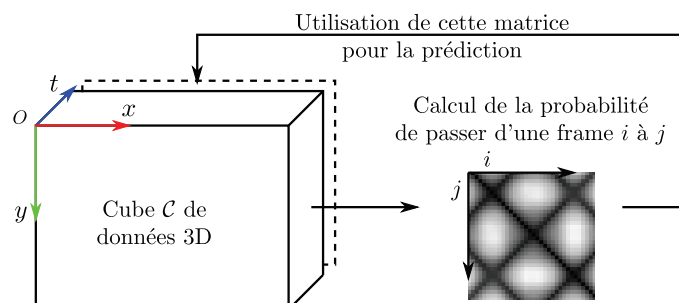 Utilisation de cette matrice
pour la prédiction
t
O
x
y
Cube 𝒞 de
données 3D
Calcul de la probabilité
de passer d'une frame i à j
i
j